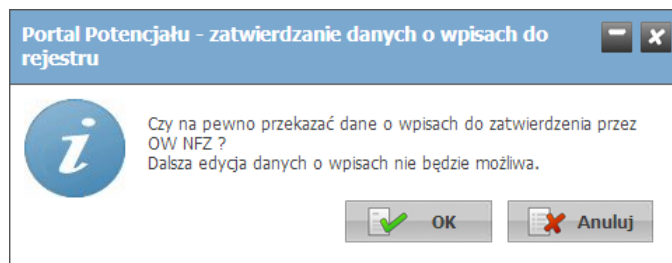 Portal Potencjału - zatwierdzanie danych o wpisach do
rejestru
Czy na pewno przekazać dane o wpisach do zatwierdzenia przez
OW NFZ ?
Dalsza edycja danych o wpisach nie będzie możliwa.
OK
Anuluj